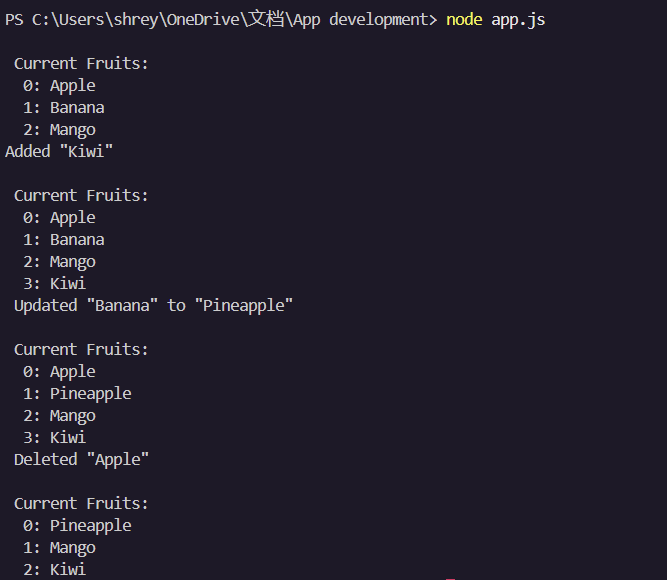 PS C:\Users\shrey\OneDrive\文档\App development> node app.js
Current Fruits:
0: Apple
1: Banana
2: Mango
Added "Kiwi"
Current Fruits:
0: Apple
1: Banana
2: Mango
3: Kiwi
Updated "Banana" to "Pineapple"
Current Fruits:
0: Apple
1: Pineapple
2: Mango
3: Kiwi
Deleted "Apple"
Current Fruits:
0: Pineapple
1: Mango
2: Kiwi